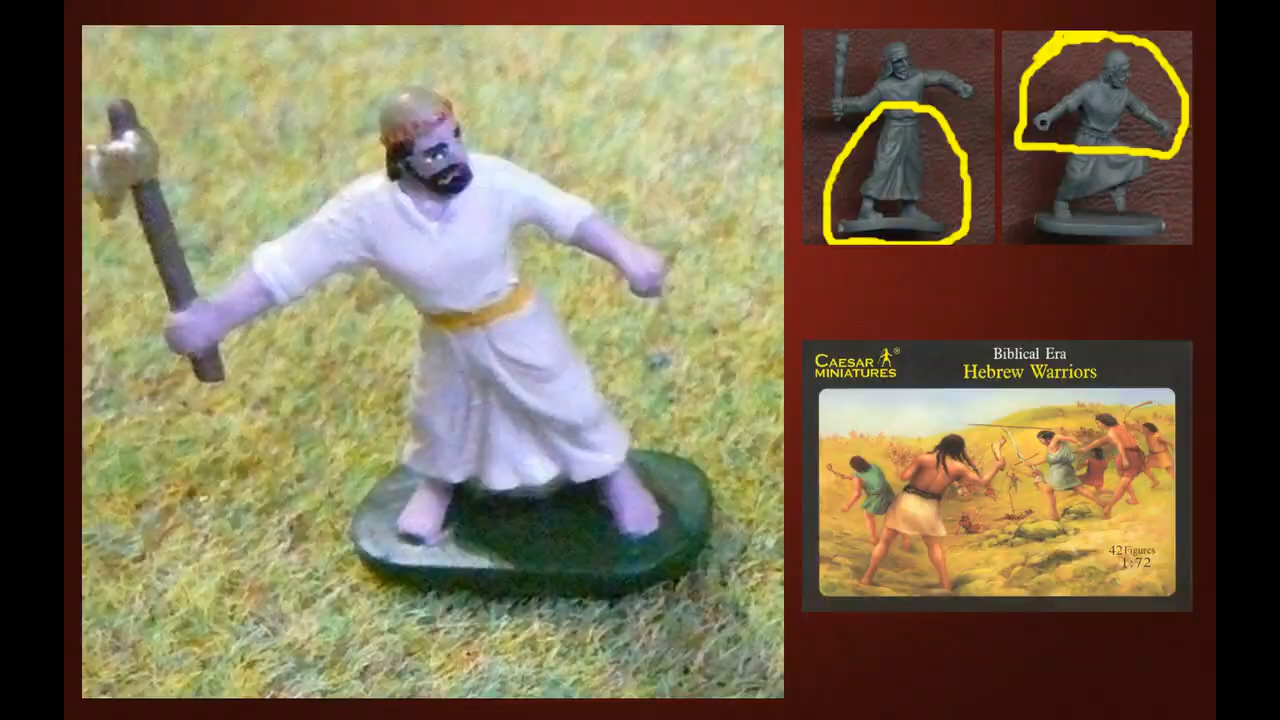 CAESAR ®
MINIATURES
Biblical Era
Hebrew Warriors
42 Figures
1:72